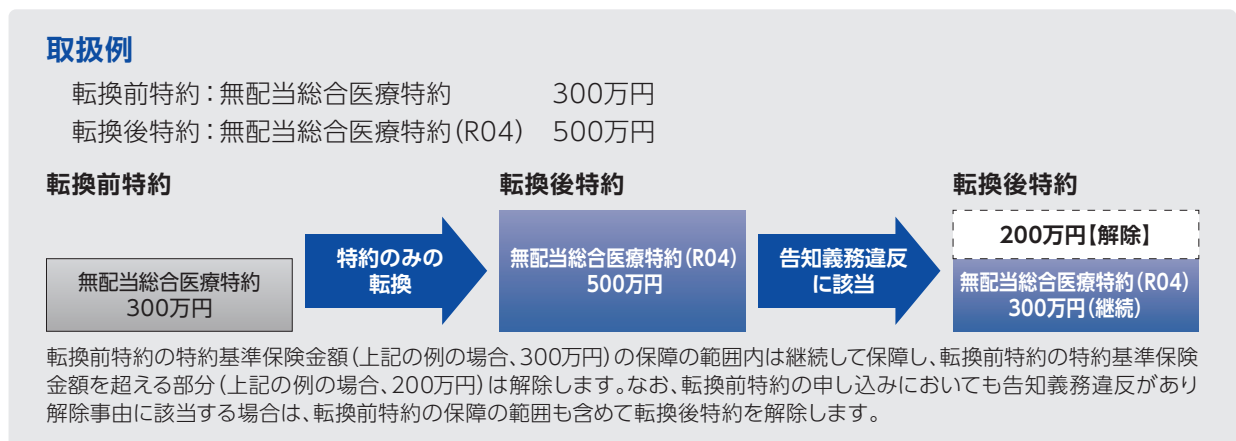 取扱例
転換前特約：無配当総合医療特約 300万円
転換後特約：無配当総合医療特約(R04) 500万円
転換前特約
転換後特約
転換後特約
無配当総合医療特約
300万円
特約のみの
転換
無配当総合医療特約(R04)
500万円
告知義務違反
に該当
200万円【解除】
無配当総合医療特約(R04)
300万円(継続)
転換前特約の特約基準保険金額(上記の例の場合、300万円)の保障の範囲内は継続して保障し、転換前特約の特約基準保険
金額を超える部分(上記の例の場合、200万円)は解除します。なお、転換前特約の申し込みにおいても告知義務違反があり
解除事由に該当する場合は、転換前特約の保障の範囲も含めて転換後特約を解除します。